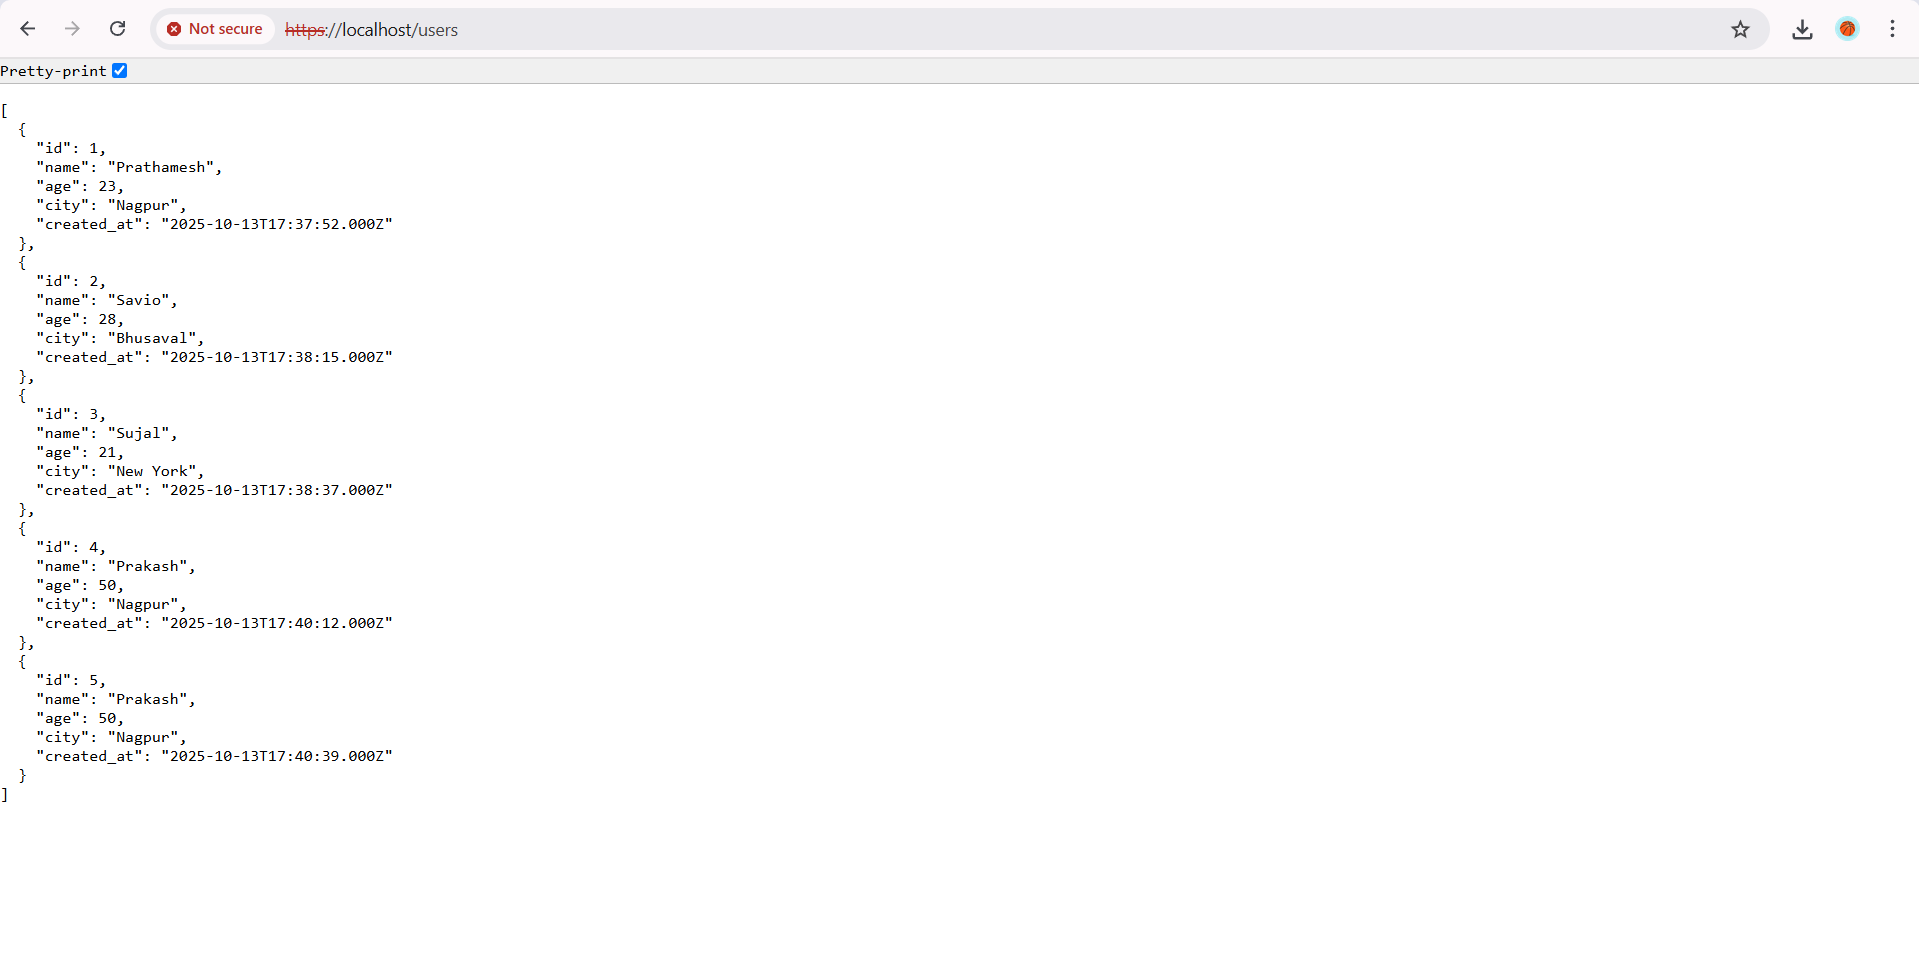 Not secure https://localhost/users
Pretty-print
[
  {
    "id": 1,
    "name": "Prathamesh",
    "age": 23,
    "city": "Nagpur",
    "created_at": "2025-10-13T17:37:52.000Z"
  },
  {
    "id": 2,
    "name": "Savio",
    "age": 28,
    "city": "Bhusaval",
    "created_at": "2025-10-13T17:38:15.000Z"
  },
  {
    "id": 3,
    "name": "Sujal",
    "age": 21,
    "city": "New York",
    "created_at": "2025-10-13T17:38:37.000Z"
  },
  {
    "id": 4,
    "name": "Prakash",
    "age": 50,
    "city": "Nagpur",
    "created_at": "2025-10-13T17:40:12.000Z"
  },
  {
    "id": 5,
    "name": "Prakash",
    "age": 50,
    "city": "Nagpur",
    "created_at": "2025-10-13T17:40:39.000Z"
  }
]